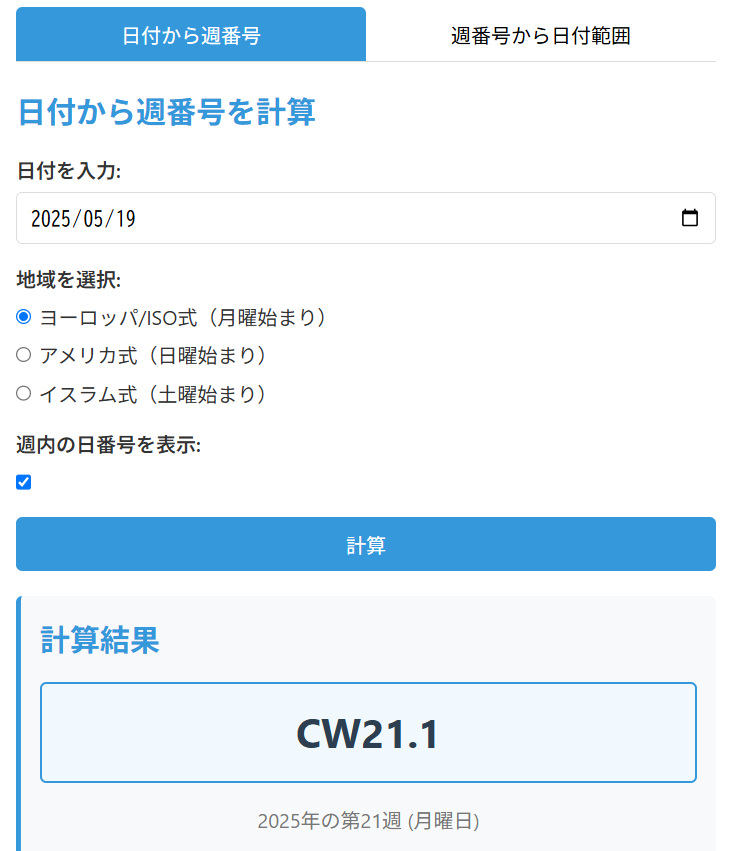 日付から週番号 週番号から日付範囲
日付から週番号を計算
日付を入力:
2025/05/19
地域を選択:
ヨーロッパ/ISO式（月曜始まり）
アメリカ式（日曜始まり）
イスラム式（土曜始まり）
週内の日番号を表示:
計算
計算結果
CW21.1
2025年の第21週 (月曜日)